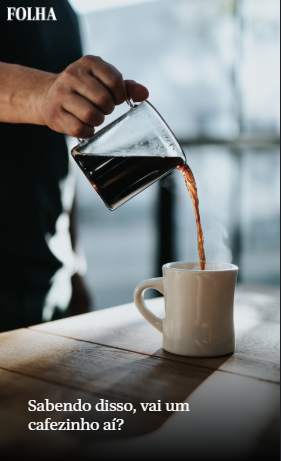 FOLHA
Sabendo disso, vai um
cafezinho aí?